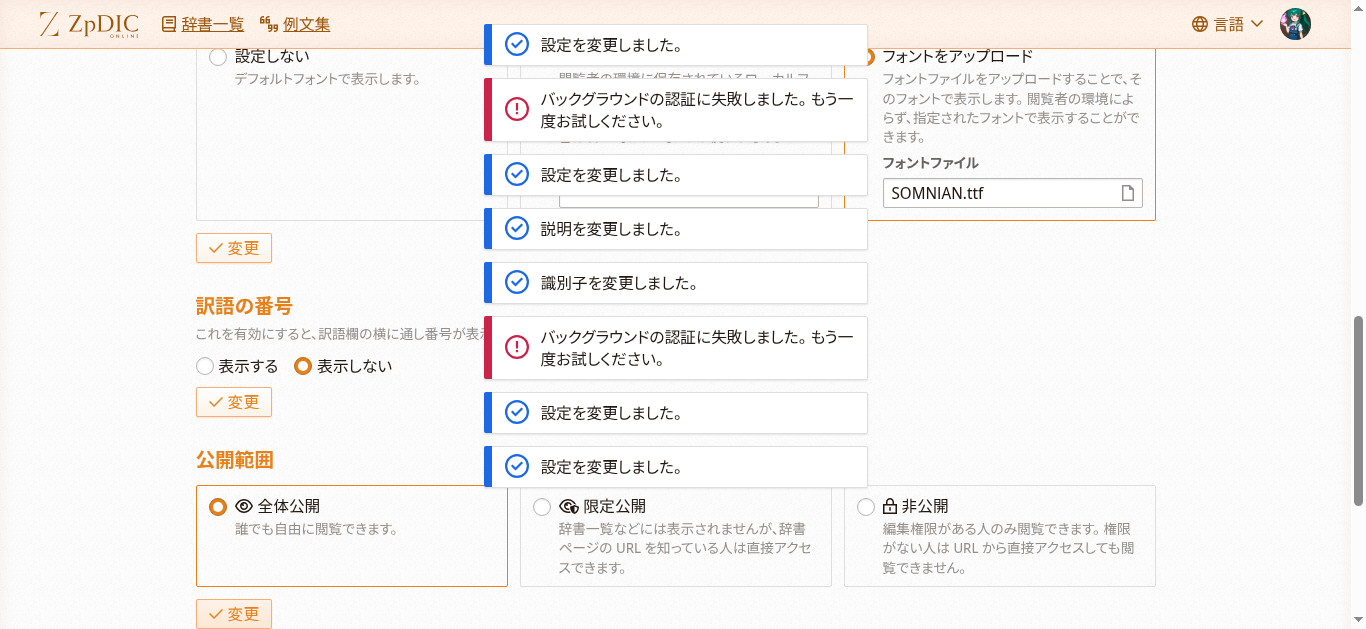 ZpDIC
ONLINE
辞書一覧
例文集
言語
設定しない
デフォルトフォントで表示します。
フォントをアップロード
フォントファイルをアップロードすることで、そ
のフォントで表示します。閲覧者の環境によ
らず、指定されたフォントで表示することがで
きます。
フォントファイル
SOMNIAN.ttf
変更
設定を変更しました。
バックグラウンドの認証に失敗しました。もう一
度お試しください。
設定を変更しました。
説明を変更しました。
識別子を変更しました。
バックグラウンドの認証に失敗しました。もう一
度お試しください。
設定を変更しました。
設定を変更しました。
訳語の番号
これを有効にすると、訳語欄の横に通し番号が表
表示する
表示しない
変更
公開範囲
全体公開
誰でも自由に閲覧できます。
限定公開
辞書一覧などには表示されませんが、辞書
ページの URL を知っている人は直接アクセ
スできます。
非公開
編集権限がある人のみ閲覧できます。権限
がない人は URL から直接アクセスしても閲
覧できません。
変更